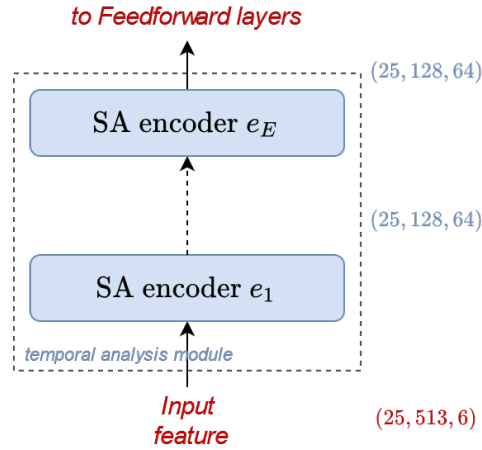 to Feedforward layers
(25, 128, 64)
SA encoder e_E
(25, 128, 64)
SA encoder e_1
temporal analysis module
Input
feature
(25, 513, 6)